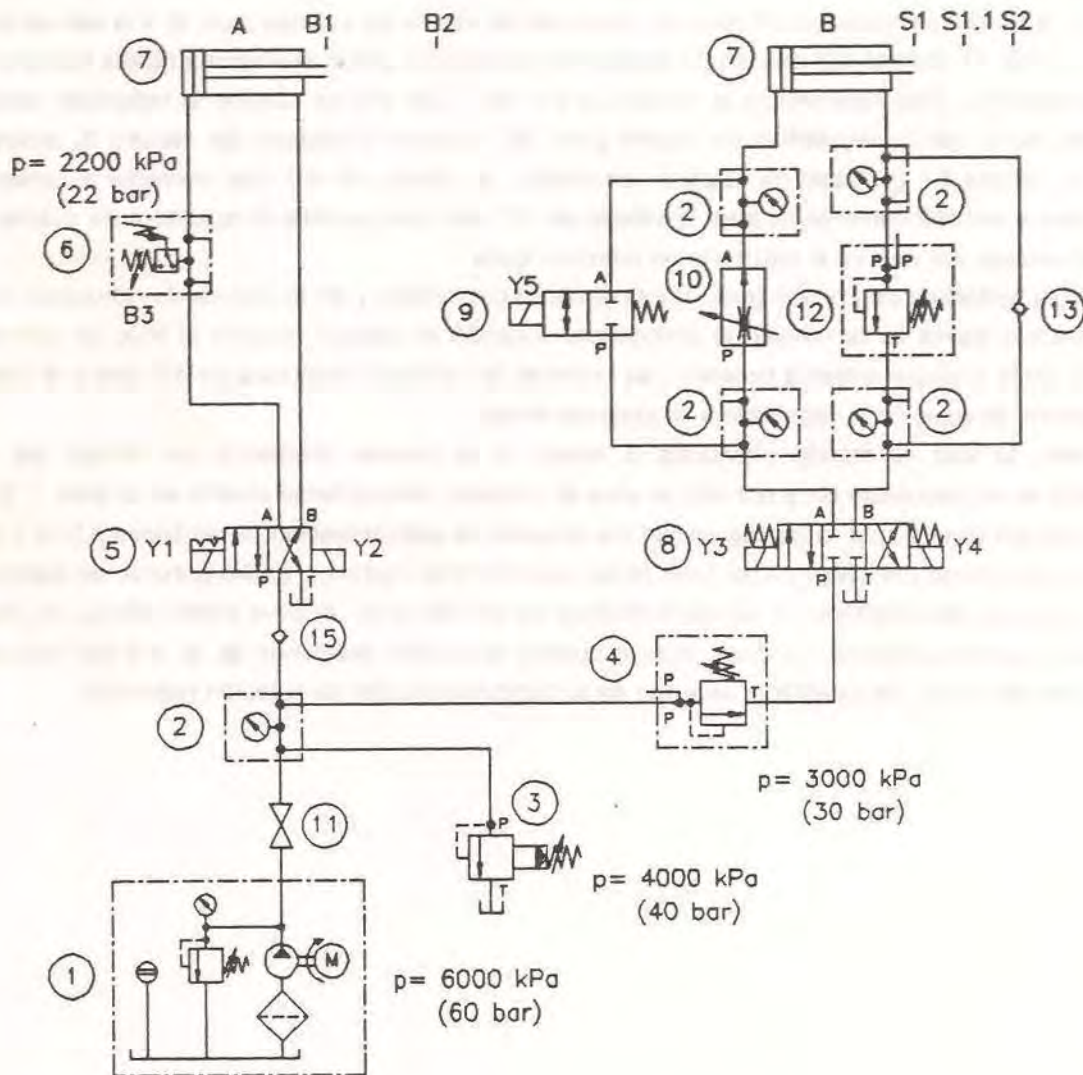 A B1 B2 B S1 S1.1 S2
7 7
p= 2200 kPa
(22 bar)
6
B3
2 2
A A
10 P P
Y5 12 13
9
P P T
2 2
A B A B
5 Y1 Y2 8 Y3 Y4
P T P T
15
4
P T
P
2
p= 3000 kPa
(30 bar)
3
P
11
T
p= 4000 kPa
(40 bar)
M
1
p= 6000 kPa
(60 bar)